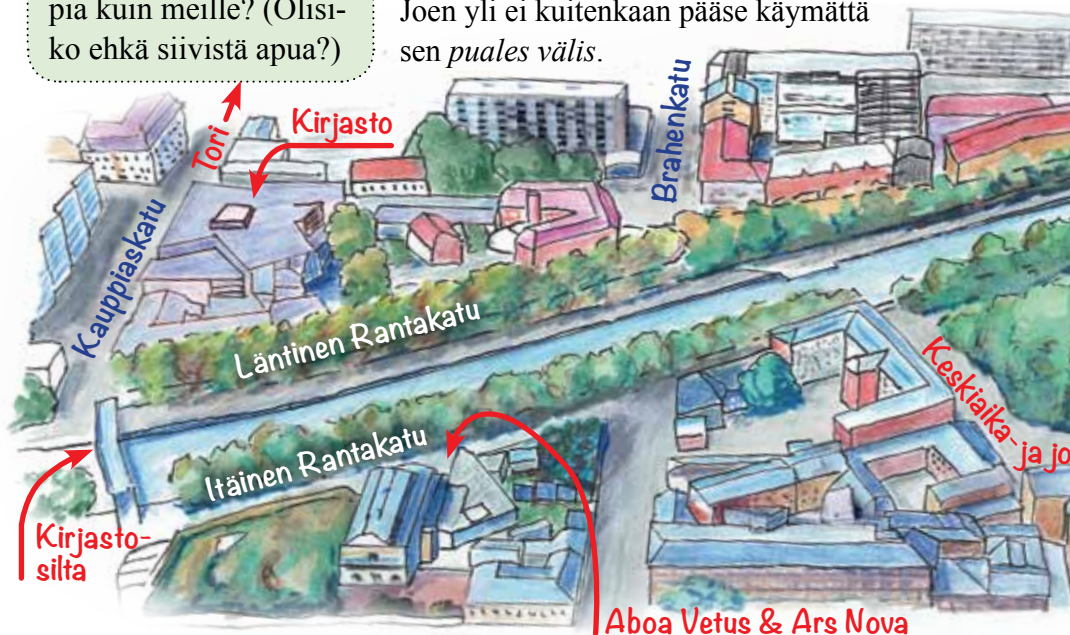 pia kuin meille? (Olisi-
ko ehkä siivistä apua?)
Joen yli ei kuitenkaan pääse käymättä
sen puales välis.
Tori
Kirjasto
Brahenkatu
Kauppiaskatu
Läntinen Rantakatu
Itäinen Rantakatu
Keskiaika- ja jo
Kirjasto-
silta
Aboa Vetus & Ars Nova